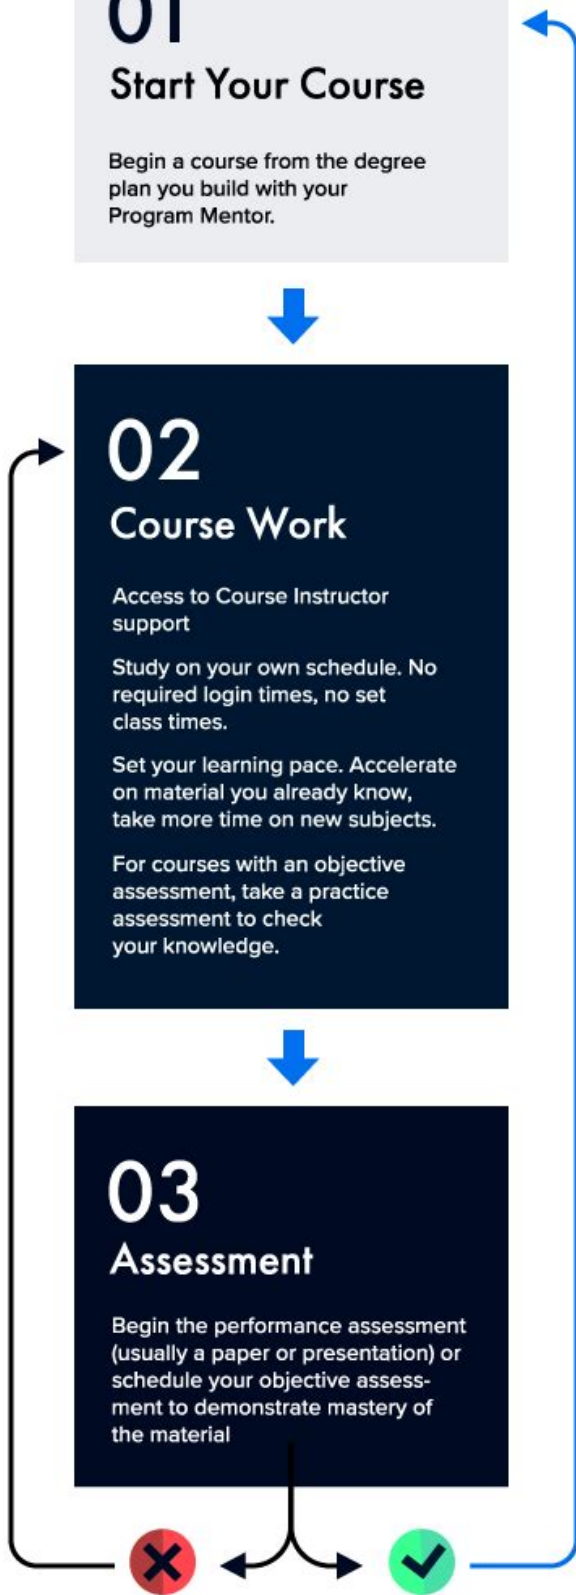 01
Start Your Course
Begin a course from the degree
plan you build with your
Program Mentor.
02
Course Work
Access to Course Instructor
support
Study on your own schedule. No
required login times, no set
class times.
Set your learning pace. Accelerate
on material you already know,
take more time on new subjects.
For courses with an objective
assessment, take a practice
assessment to check
your knowledge.
03
Assessment
Begin the performance assessment
(usually a paper or presentation) or
schedule your objective assess-
ment to demonstrate mastery of
the material